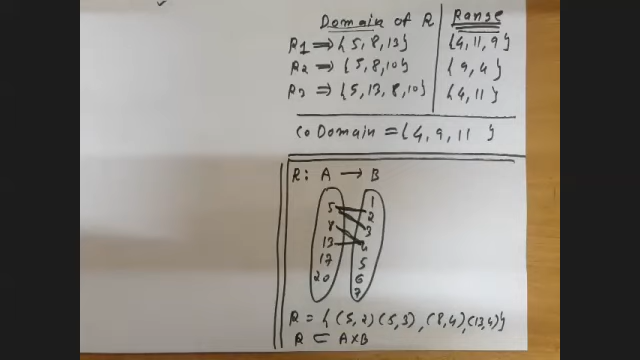 Domain of R Range
R1 ⇒ {5, 8, 13} {4, 11, 9}
R2 ⇒ {5, 8, 10} {9, 4}
R3 ⇒ {5, 13, 8, 10} {4, 11}
Co Domain = {4, 9, 11 }
R: A → B
5 1
8 2
13 3
17 4
20 5
6
7
R = { (5, 2) (5, 3), (8, 4), (13, 4)}
R ⊂ A×B